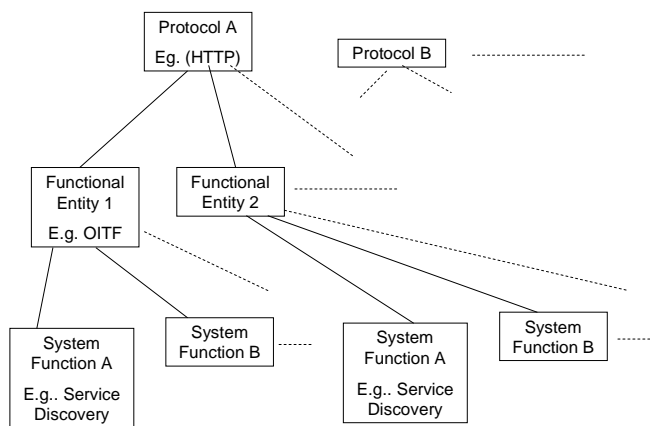 Protocol A
Eg. (HTTP)
Protocol B
Functional
Entity 1
E.g. OITF
Functional
Entity 2
System
Function A
E.g.. Service
Discovery
System
Function B
System
Function A
E.g.. Service
Discovery
System
Function B